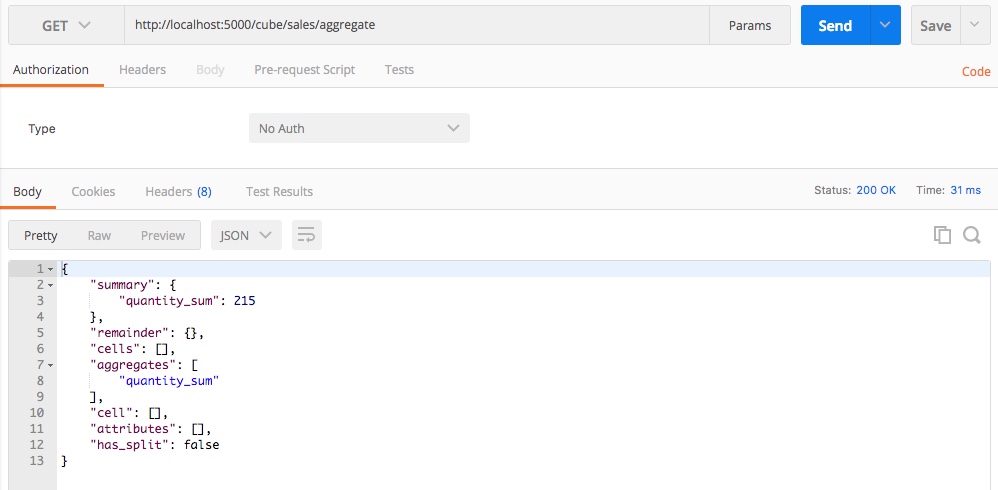 GET http://localhost:5000/cube/sales/aggregate Params Send Save
Authorization Headers Body Pre-request Script Tests Code
Type No Auth
Body Cookies Headers (8) Test Results Status: 200 OK Time: 31 ms
Pretty Raw Preview JSON
1 {
2 "summary": {
3 "quantity_sum": 215
4 },
5 "remainder": {},
6 "cells": [],
7 "aggregates": [
8 "quantity_sum"
9 ],
10 "cell": [],
11 "attributes": [],
12 "has_split": false
13 }